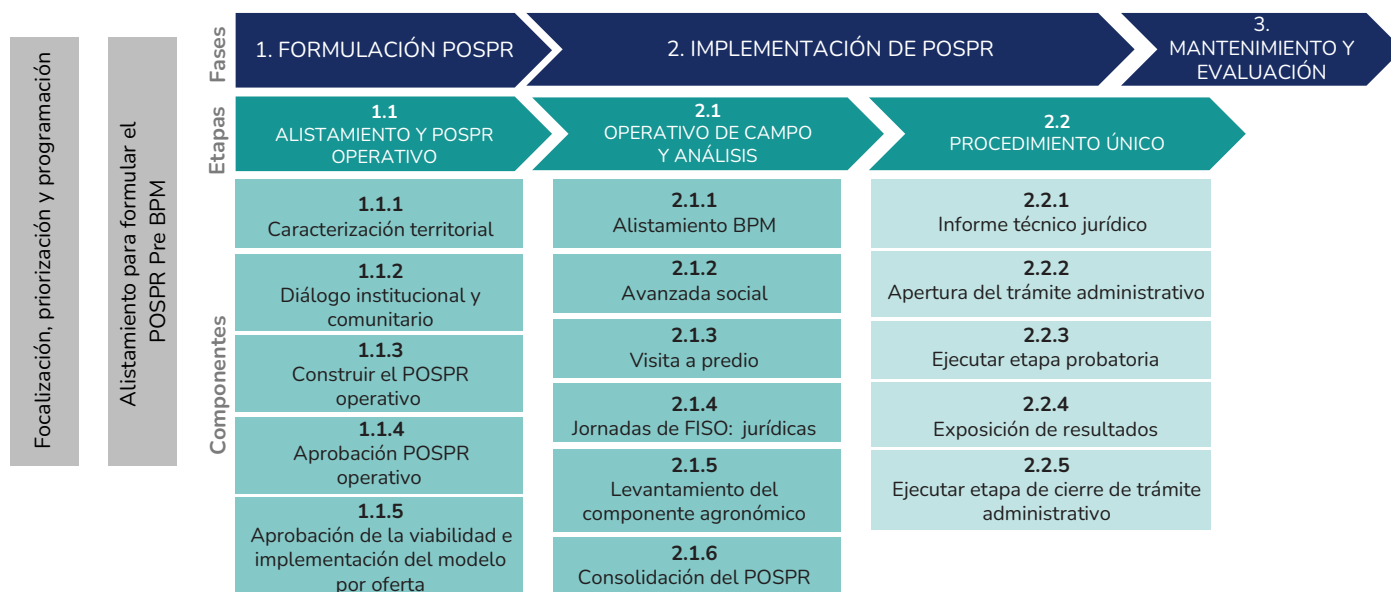 Focalización, priorización y programación
Alistamiento para formular el
POSPR Pre BPM
Fases
1. FORMULACIÓN POSPR
2. IMPLEMENTACIÓN DE POSPR
3.
MANTENIMIENTO Y
EVALUACIÓN
Etapas
1.1
ALISTAMIENTO Y POSPR
OPERATIVO
2.1
OPERATIVO DE CAMPO
Y ANÁLISIS
2.2
PROCEDIMIENTO ÚNICO
Componentes
1.1.1
Caracterización territorial
1.1.2
Diálogo institucional y
comunitario
1.1.3
Construir el POSPR
operativo
1.1.4
Aprobación POSPR
operativo
1.1.5
Aprobación de la viabilidad e
implementación del modelo
por oferta
2.1.1
Alistamiento BPM
2.1.2
Avanzada social
2.1.3
Visita a predio
2.1.4
Jornadas de FISO: jurídicas
2.1.5
Levantamiento del
componente agronómico
2.1.6
Consolidación del POSPR
2.2.1
Informe técnico jurídico
2.2.2
Apertura del trámite administrativo
2.2.3
Ejecutar etapa probatoria
2.2.4
Exposición de resultados
2.2.5
Ejecutar etapa de cierre de trámite
administrativo